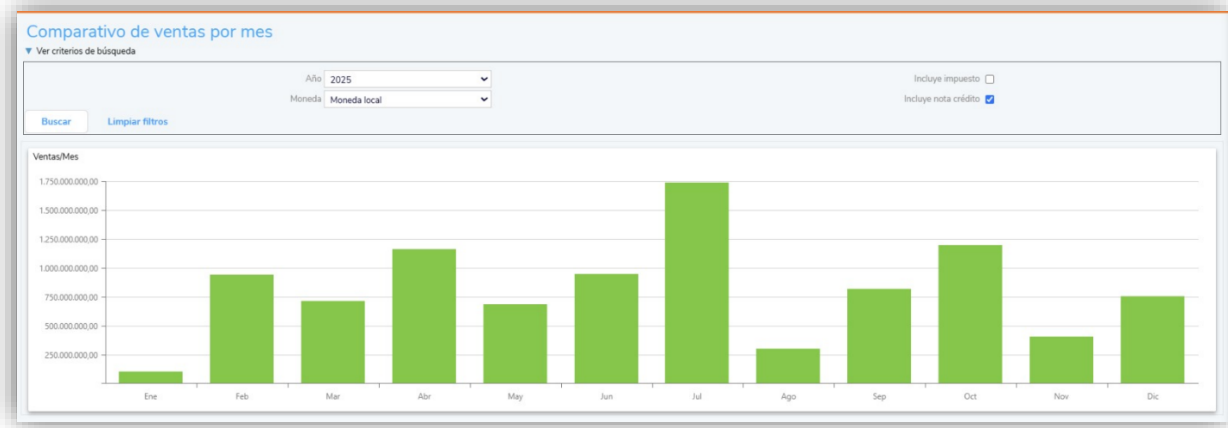 Comparativo de ventas por mes
▼ Ver criterios de búsqueda
Año 2025 Incluye impuesto
Moneda Moneda local Incluye nota crédito
Buscar Limpiar filtros
Ventas/Mes
1.750.000.000,00
1.500.000.000,00
1.250.000.000,00
1.000.000.000,00
750.000.000,00
500.000.000,00
250.000.000,00
Ene Feb Mar Abr May Jun Jul Ago Sep Oct Nov Dic